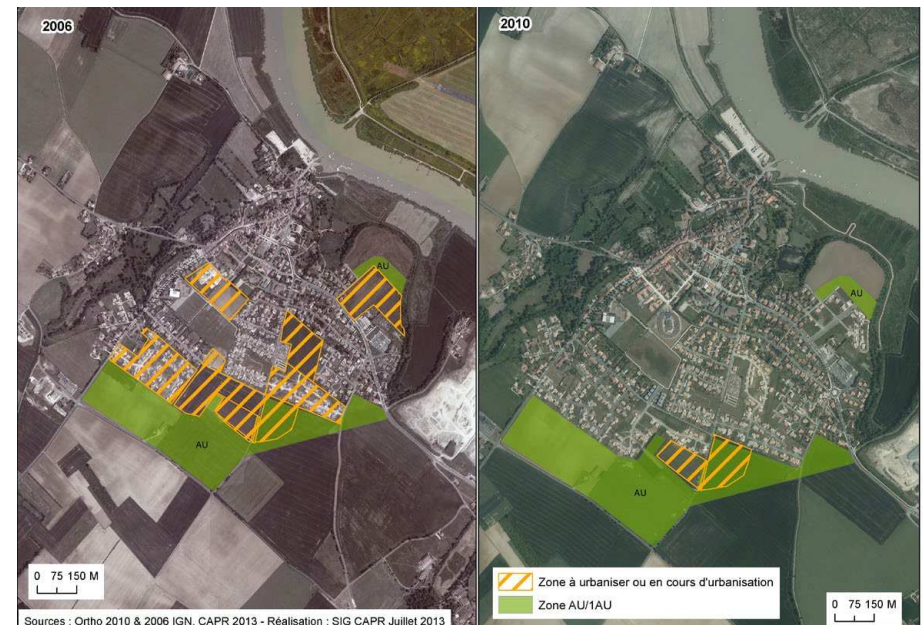 2006
AU
AU
0 75 150 M
Sources : Ortho 2010 & 2006 IGN, CAPR 2013 - Réalisation : SIG CAPR Juillet 2013
2010
AU
AU
Zone à urbaniser ou en cours d'urbanisation
Zone AU/1AU
0 75 150 M